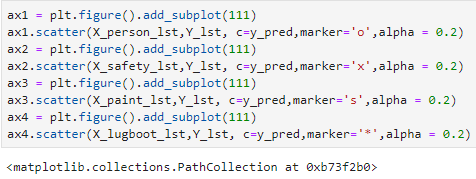 ax1 = plt.figure().add_subplot(111)
ax1.scatter(X_person_lst,Y_lst, c=y_pred,marker='o',alpha = 0.2)
ax2 = plt.figure().add_subplot(111)
ax2.scatter(X_safety_lst,Y_lst, c=y_pred,marker='x',alpha = 0.2)
ax3 = plt.figure().add_subplot(111)
ax3.scatter(X_paint_lst,Y_lst, c=y_pred,marker='s',alpha = 0.2)
ax4 = plt.figure().add_subplot(111)
ax4.scatter(X_lugboot_lst,Y_lst, c=y_pred,marker='*',alpha = 0.2)
<matplotlib.collections.PathCollection at 0xb73f2b0>